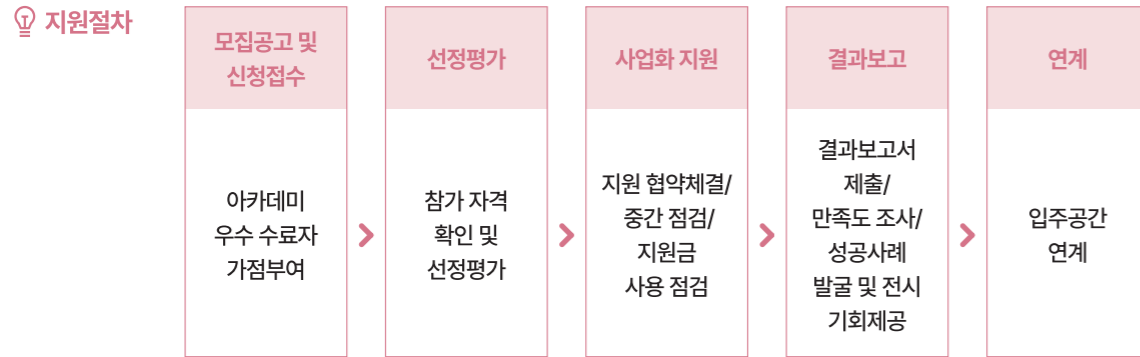 지원절차
모집공고 및
신청접수
아카데미
우수 수료자
가점부여
선정평가
참가 자격
확인 및
선정평가
사업화 지원
지원 협약체결/
중간 점검/
지원금
사용 점검
결과보고
결과보고서
제출/
만족도 조사/
성공사례
발굴 및 전시
기회제공
연계
입주공간
연계